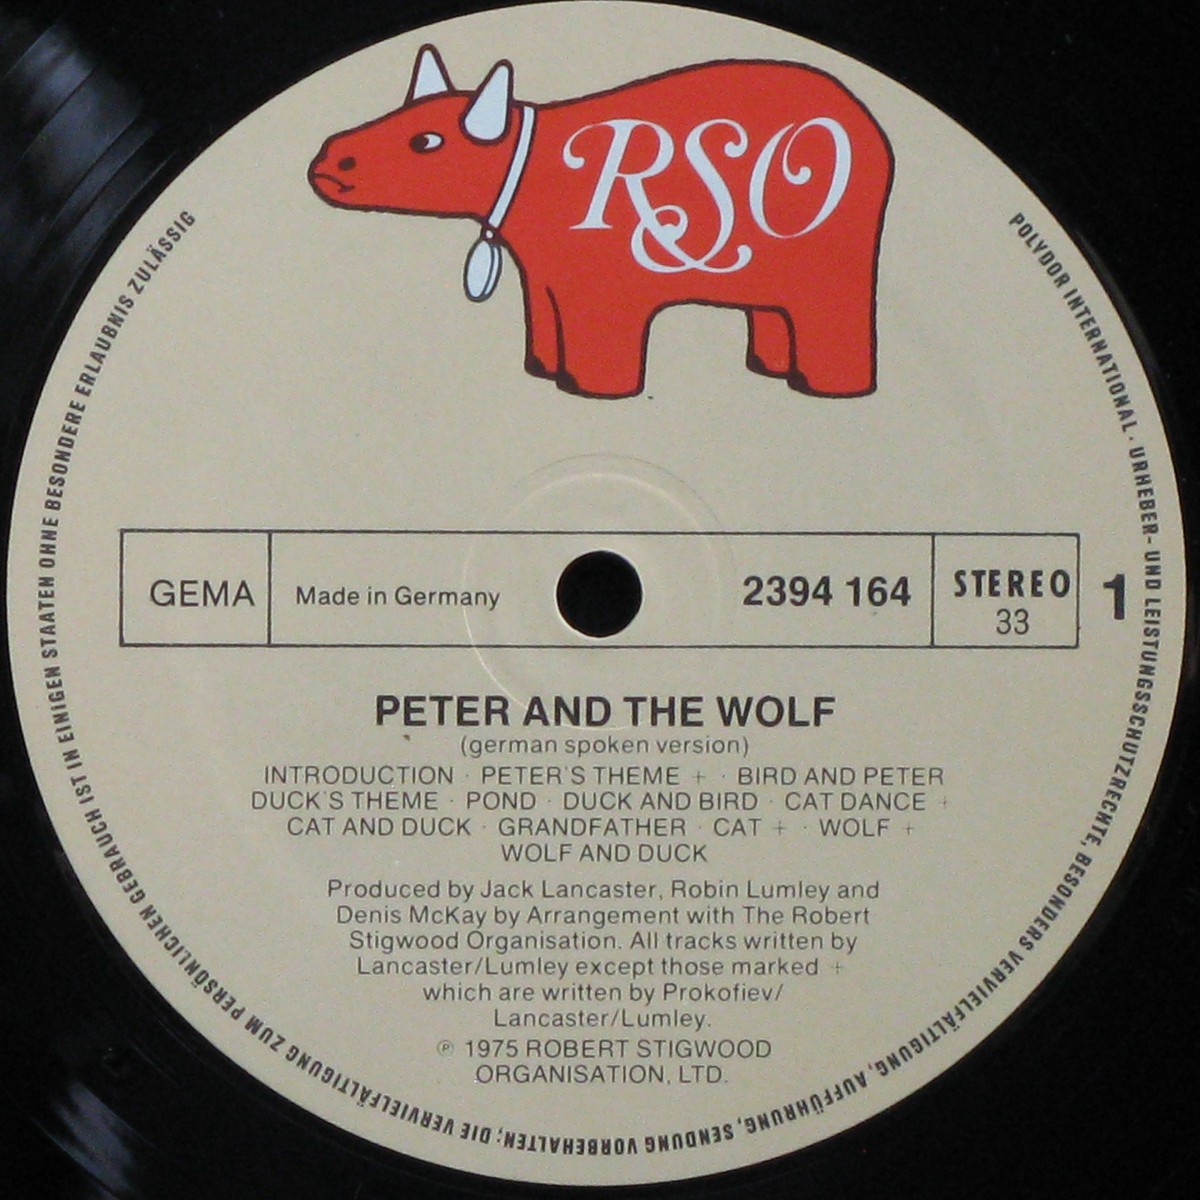 RSO
POLYDOR INTERNATIONAL · URHEBER- UND LEISTUNGSSCHUTZRECHTE, BESONDERS VERVIELFÄLTIGUNG, AUFFÜHRUNG, SENDUNG VORBEHALTEN; DIE VERVIELFÄLTIGUNG ZUM PERSÖNLICHEN GEBRAUCH IST IN EINIGEN STAATEN OHNE BESONDERE ERLAUBNIS ZULÄSSIG
GEMA
Made in Germany
2394 164
STEREO
33
1
PETER AND THE WOLF
(german spoken version)
INTRODUCTION · PETER'S THEME + · BIRD AND PETER
DUCK'S THEME · POND · DUCK AND BIRD · CAT DANCE +
CAT AND DUCK · GRANDFATHER · CAT + · WOLF +
WOLF AND DUCK
Produced by Jack Lancaster, Robin Lumley and
Denis McKay by Arrangement with The Robert
Stigwood Organisation. All tracks written by
Lancaster/Lumley except those marked +
which are written by Prokofiev/
Lancaster/Lumley.
℗ 1975 ROBERT STIGWOOD
ORGANISATION, LTD.